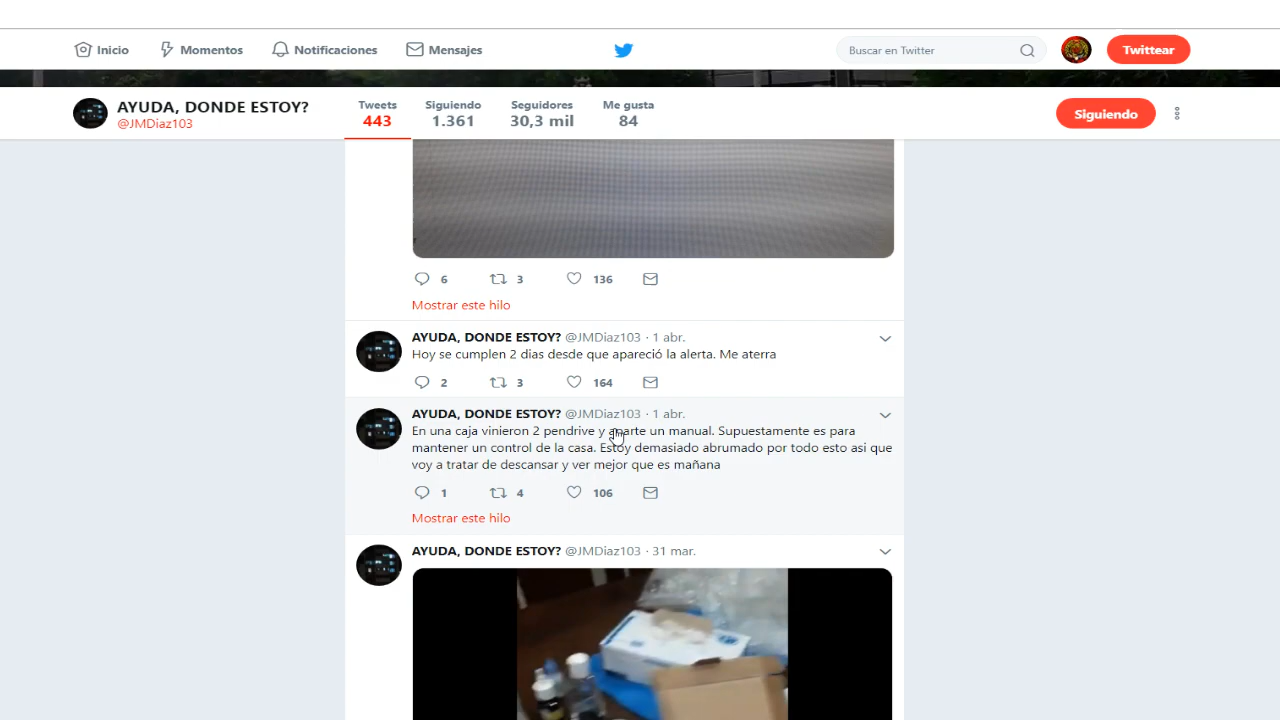 Inicio Momentos Notificaciones Mensajes Buscar en Twitter Twittear
AYUDA, DONDE ESTOY?
@JMDiaz103
Tweets Siguiendo Seguidores Me gusta
443 1.361 30,3 mil 84
Siguiendo
6 3 136
Mostrar este hilo
AYUDA, DONDE ESTOY? @JMDiaz103 · 1 abr.
Hoy se cumplen 2 dias desde que apareció la alerta. Me aterra
2 3 164
AYUDA, DONDE ESTOY? @JMDiaz103 · 1 abr.
En una caja vinieron 2 pendrive y aparte un manual. Supuestamente es para
mantener un control de la casa. Estoy demasiado abrumado por todo esto asi que
voy a tratar de descansar y ver mejor que es mañana
1 4 106
Mostrar este hilo
AYUDA, DONDE ESTOY? @JMDiaz103 · 31 mar.